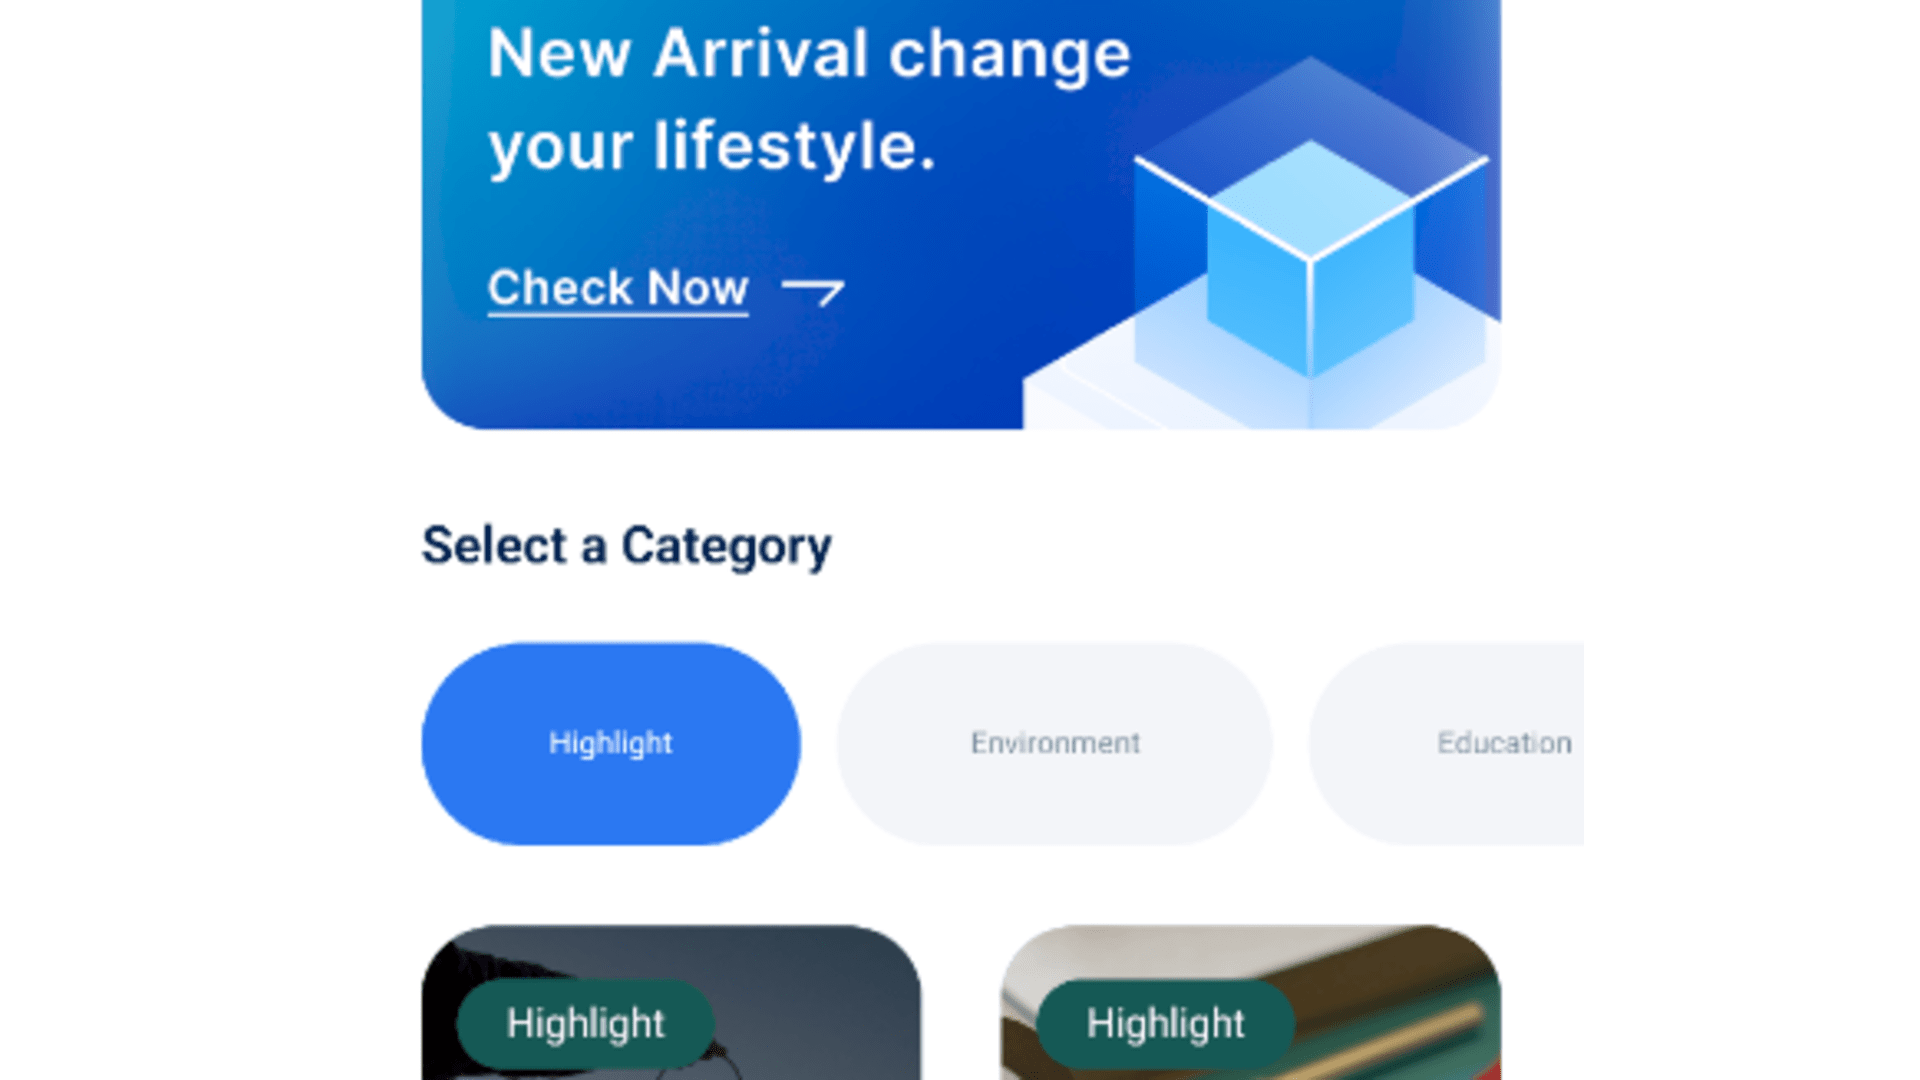 New Arrival change
your lifestyle.
Check Now
Select a Category
Highlight
Environment
Education
Highlight
Highlight